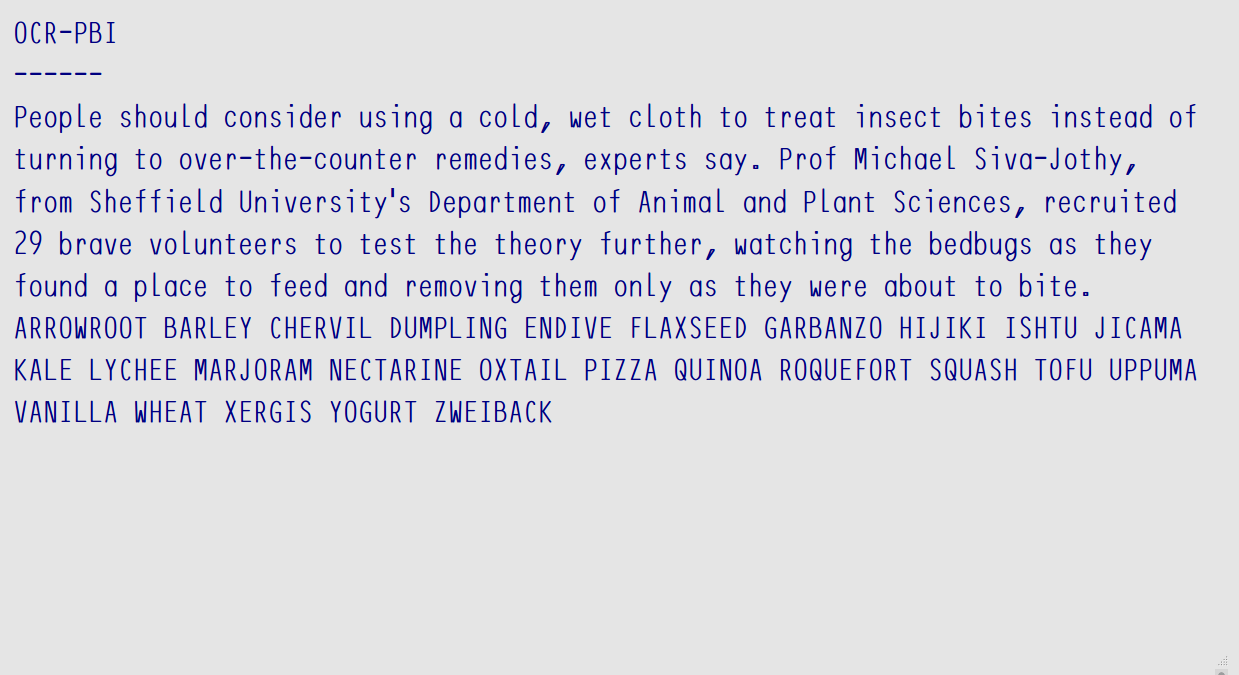 OCR-PBI
------
People should consider using a cold, wet cloth to treat insect bites instead of
turning to over-the-counter remedies, experts say. Prof Michael Siva-Jothy,
from Sheffield University's Department of Animal and Plant Sciences, recruited
29 brave volunteers to test the theory further, watching the bedbugs as they
found a place to feed and removing them only as they were about to bite.
ARROWROOT BARLEY CHERVIL DUMPLING ENDIVE FLAXSEED GARBANZO HIJIKI ISHTU JICAMA
KALE LYCHEE MARJORAM NECTARINE OXTAIL PIZZA QUINOA ROQUEFORT SQUASH TOFU UPPUMA
VANILLA WHEAT XERGIS YOGURT ZWEIBACK